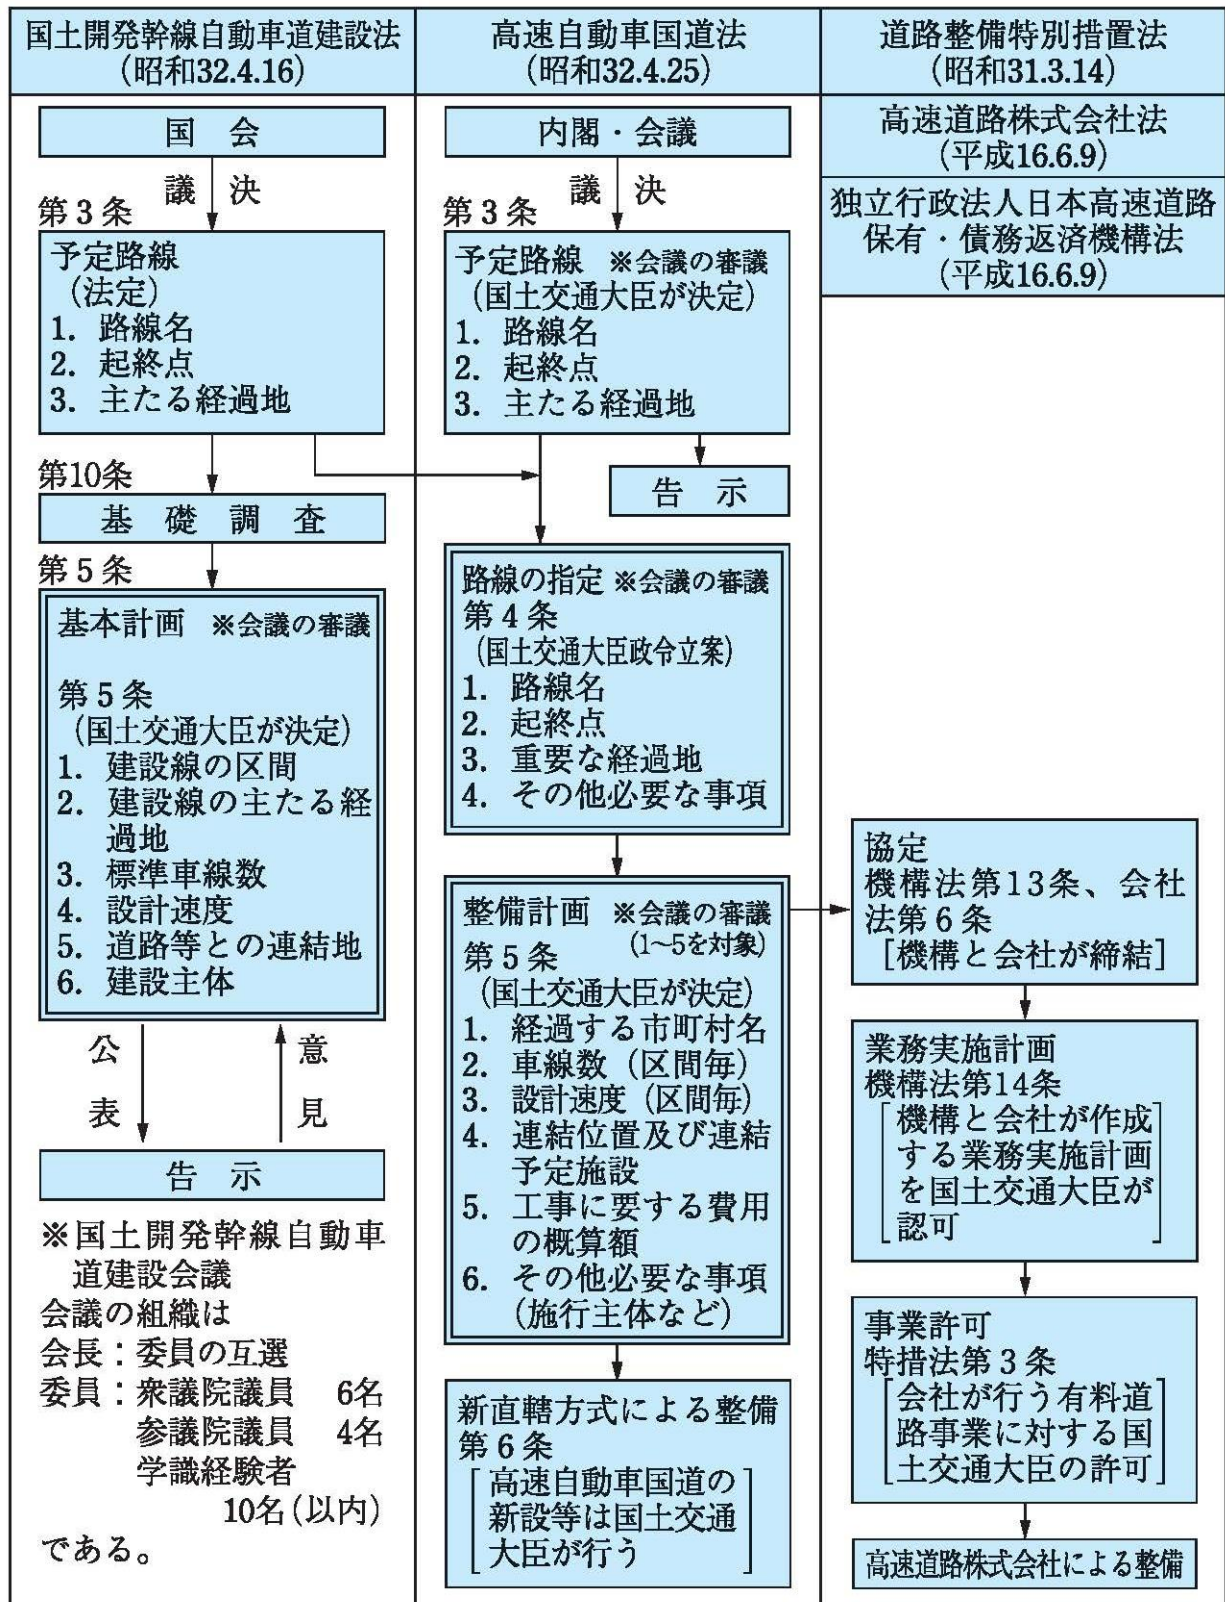 国土開発幹線自動車道建設法
(昭和32.4.16)
国 会
議 決
第3条
予定路線
(法定)
1. 路線名
2. 起終点
3. 主たる経過地
第10条
基 礎 調 査
第5条
基本計画 ※会議の審議
第5条
(国土交通大臣が決定)
1. 建設線の区間
2. 建設線の主たる経
過地
3. 標準車線数
4. 設計速度
5. 道路等との連結地
6. 建設主体
公 意
表 見
告 示
※国土開発幹線自動車
道建設会議
会議の組織は
会長：委員の互選
委員：衆議院議員 6名
参議院議員 4名
学識経験者
10名(以内)
である。
高速自動車国道法
(昭和32.4.25)
内閣・会議
議 決
第3条
予定路線 ※会議の審議
(国土交通大臣が決定)
1. 路線名
2. 起終点
3. 主たる経過地
告 示
路線の指定 ※会議の審議
第4条
(国土交通大臣政令立案)
1. 路線名
2. 起終点
3. 重要な経過地
4. その他必要な事項
整備計画 ※会議の審議
第5条 (1~5を対象)
(国土交通大臣が決定)
1. 経過する市町村名
2. 車線数(区間毎)
3. 設計速度(区間毎)
4. 連結位置及び連結
予定施設
5. 工事に要する費用
の概算額
6. その他必要な事項
(施行主体など)
新直轄方式による整備
第6条
[高速自動車国道の
新設等は国土交通
大臣が行う]
道路整備特別措置法
(昭和31.3.14)
高速道路株式会社法
(平成16.6.9)
独立行政法人日本高速道路
保有・債務返済機構法
(平成16.6.9)
協定
機構法第13条、会社
法第6条
[機構と会社が締結]
業務実施計画
機構法第14条
[機構と会社が作成
する業務実施計画
を国土交通大臣が
認可]
事業許可
特措法第3条
[会社が行う有料道
路事業に対する国
土交通大臣の許可]
高速道路株式会社による整備